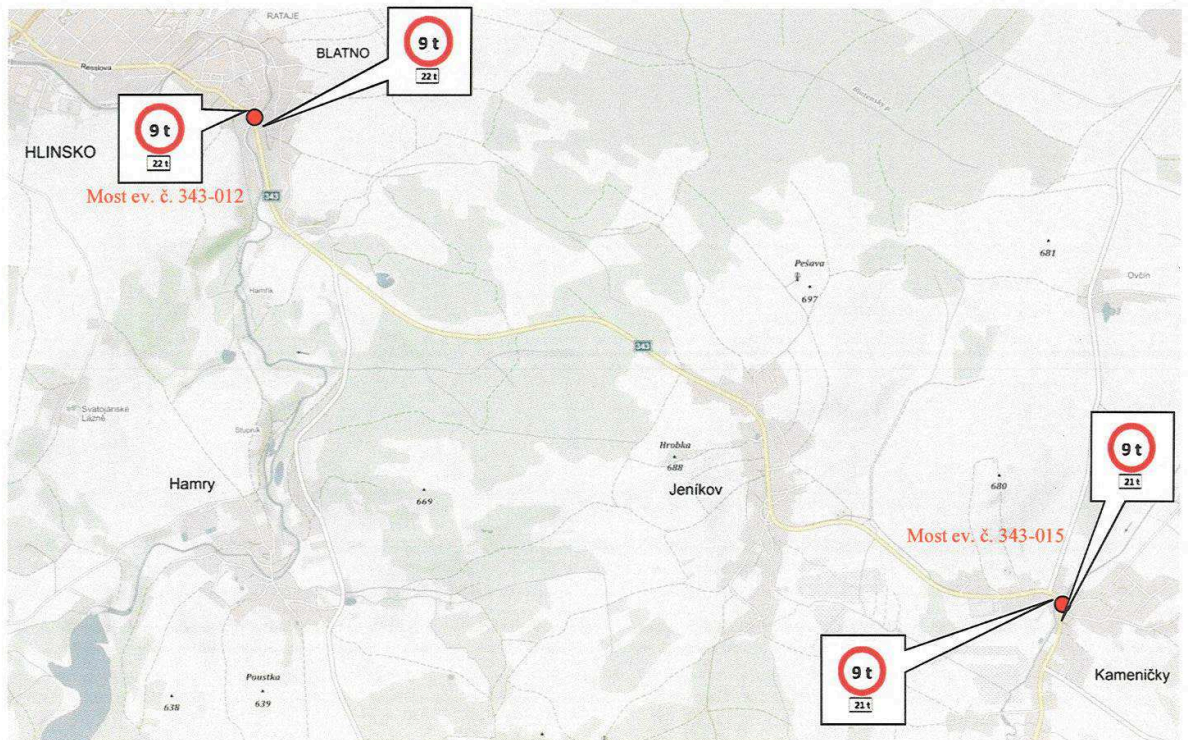 RATAJE
BLATNO
9 t
22 t
Resslova
9 t
22 t
HLINSKO
Most ev. č. 343-012
343
681
Pešava
697
Ovčín
Hamřík
343
Svatojánské
Lázně
Stupník
Hrobka
688
9 t
21 t
Hamry
669
Jeníkov
680
Most ev. č. 343-015
9 t
21 t
Kameničky
Poustka
638
639